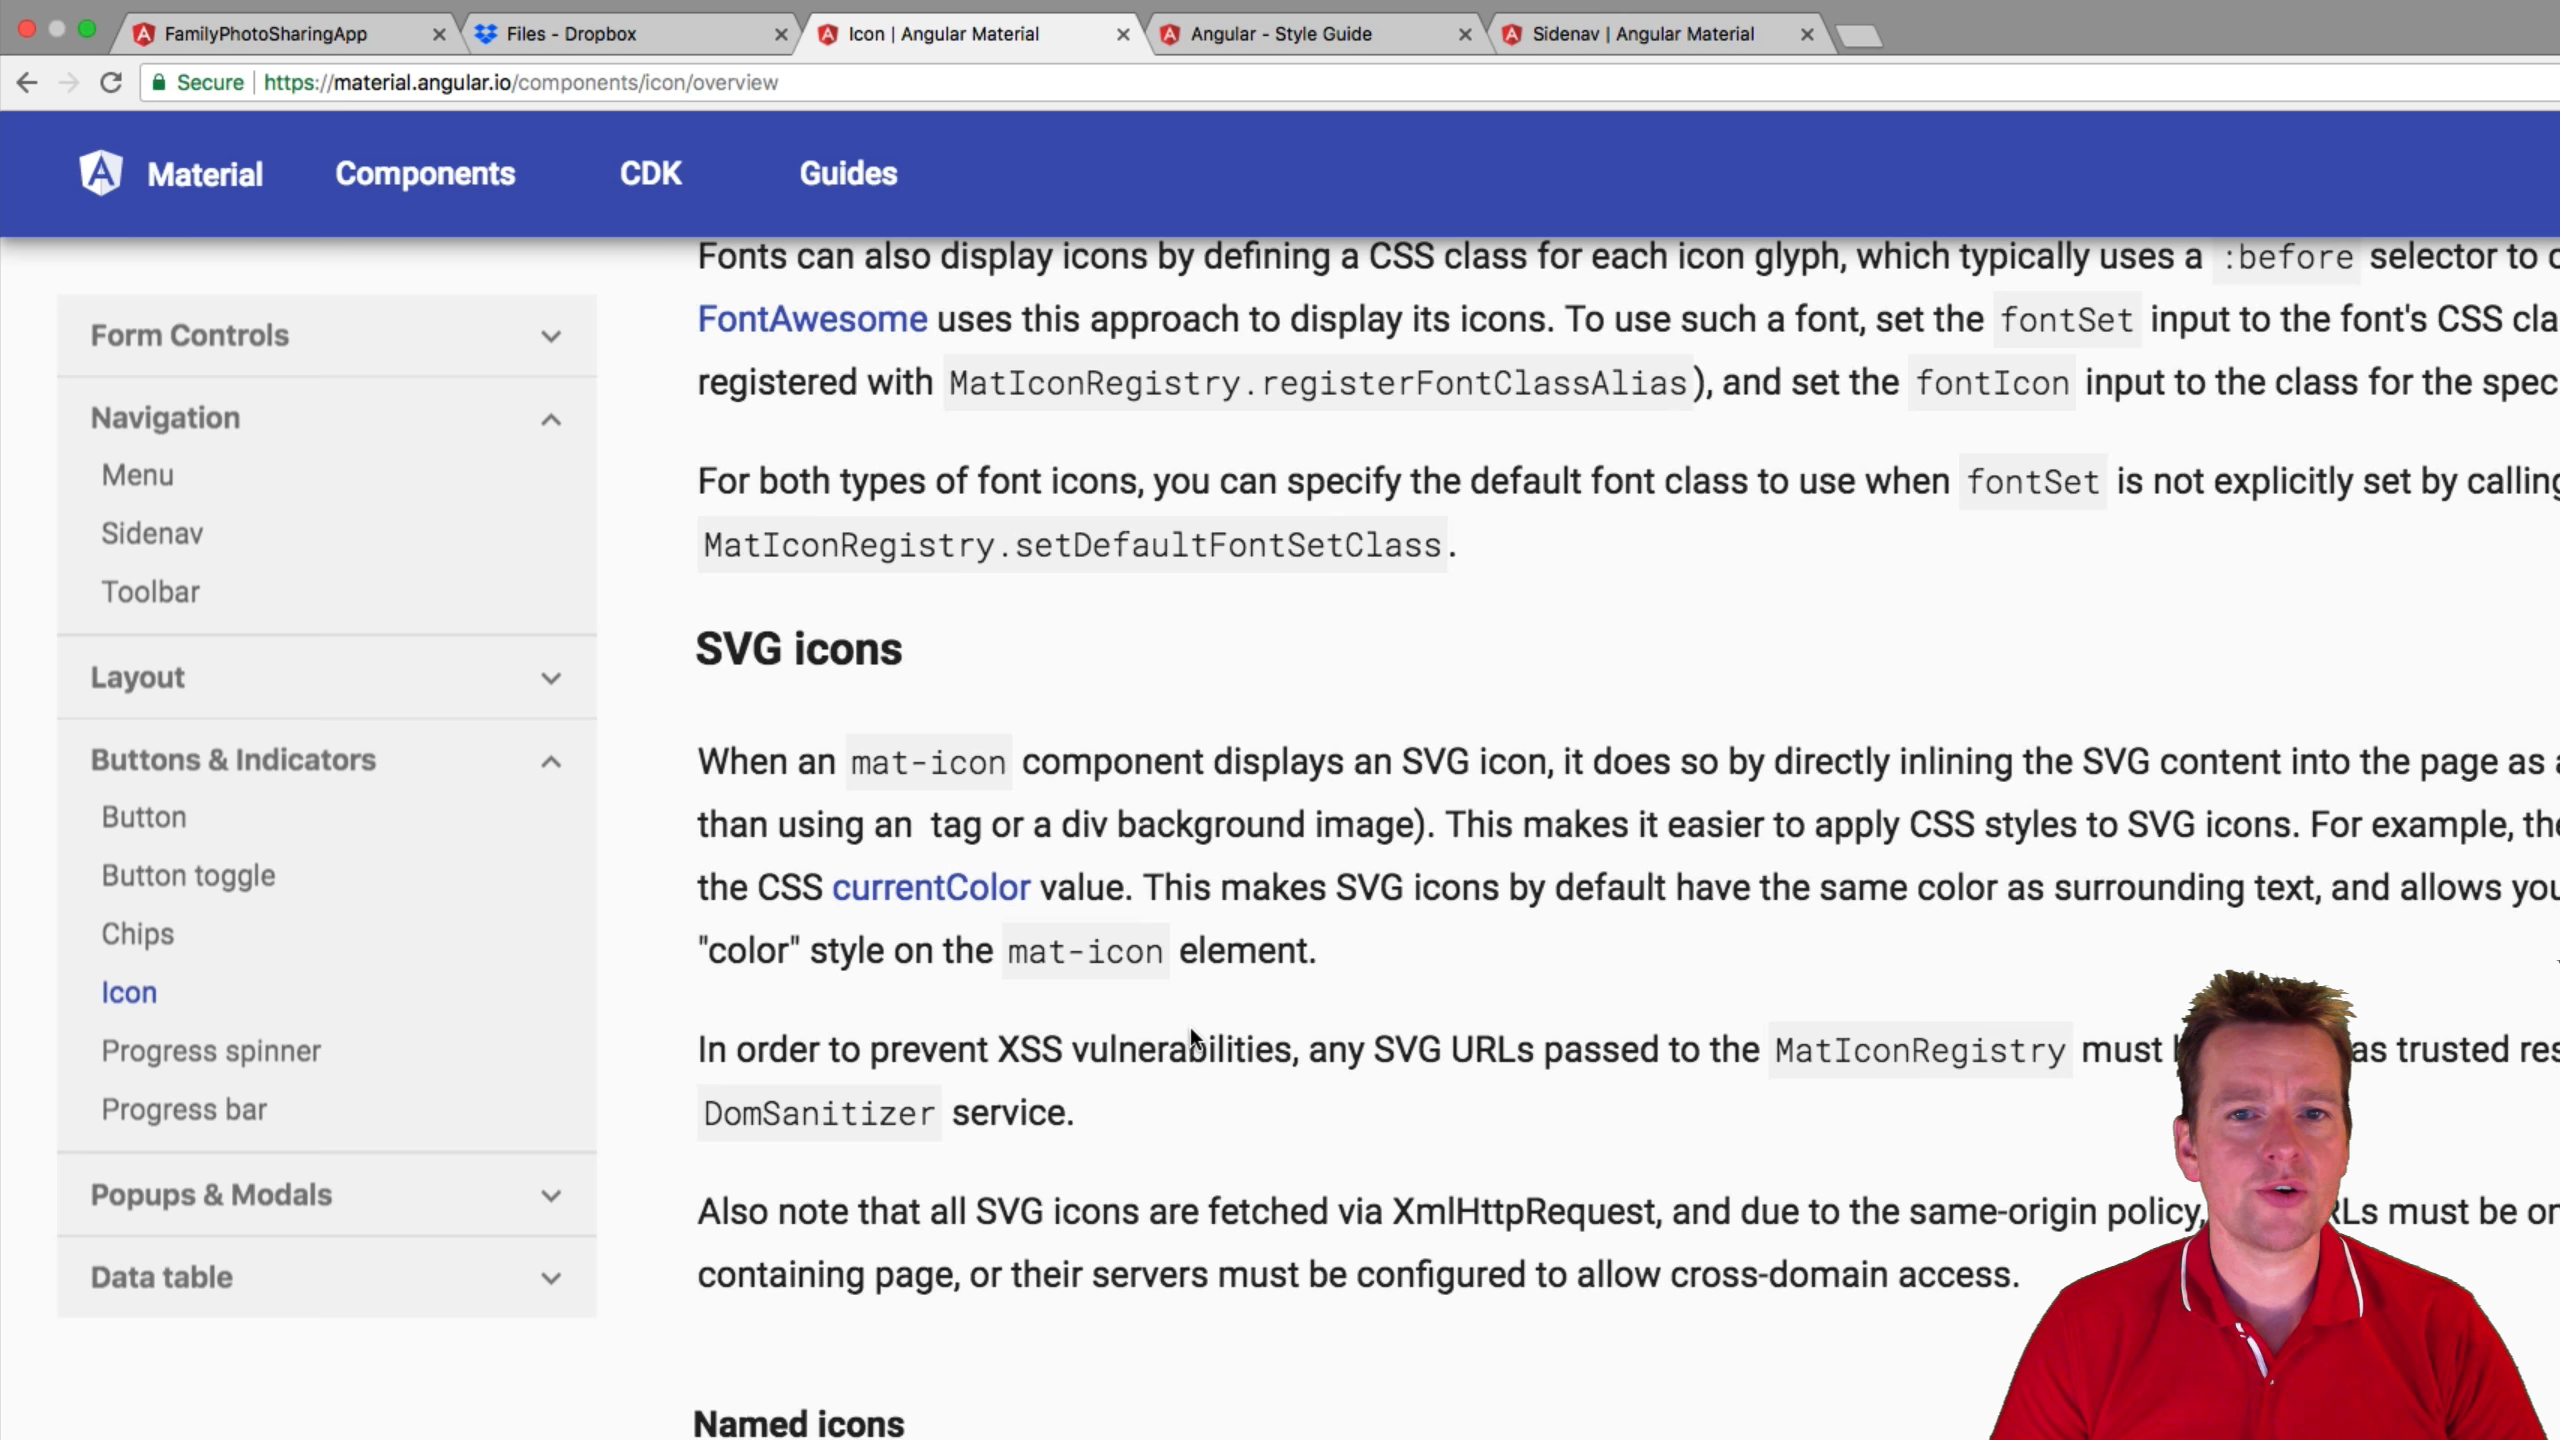 FamilyPhotoSharingApp
Files - Dropbox
Icon | Angular Material
Angular - Style Guide
Sidenav | Angular Material
Secure
https://material.angular.io/components/icon/overview
Material
Components
CDK
Guides
Form Controls
Navigation
Menu
Sidenav
Toolbar
Layout
Buttons & Indicators
Button
Button toggle
Chips
Icon
Progress spinner
Progress bar
Popups & Modals
Data table
Fonts can also display icons by defining a CSS class for each icon glyph, which typically uses a :before selector to
FontAwesome uses this approach to display its icons. To use such a font, set the fontSet input to the font's CSS
registered with MatIconRegistry.registerFontClassAlias), and set the fontIcon input to the class for the
For both types of font icons, you can specify the default font class to use when fontSet is not explicitly set by calling
MatIconRegistry.setDefaultFontSetClass.
SVG icons
When an mat-icon component displays an SVG icon, it does so by directly inlining the SVG content into the page as
than using an tag or a div background image). This makes it easier to apply CSS styles to SVG icons. For example,
the CSS currentColor value. This makes SVG icons by default have the same color as surrounding text, and allows
"color" style on the mat-icon element.
In order to prevent XSS vulnerabilities, any SVG URLs passed to the MatIconRegistry must as trusted
DomSanitizer service.
Also note that all SVG icons are fetched via XmlHttpRequest, and due to the same-origin policy, must be
containing page, or their servers must be configured to allow cross-domain access.
Named icons